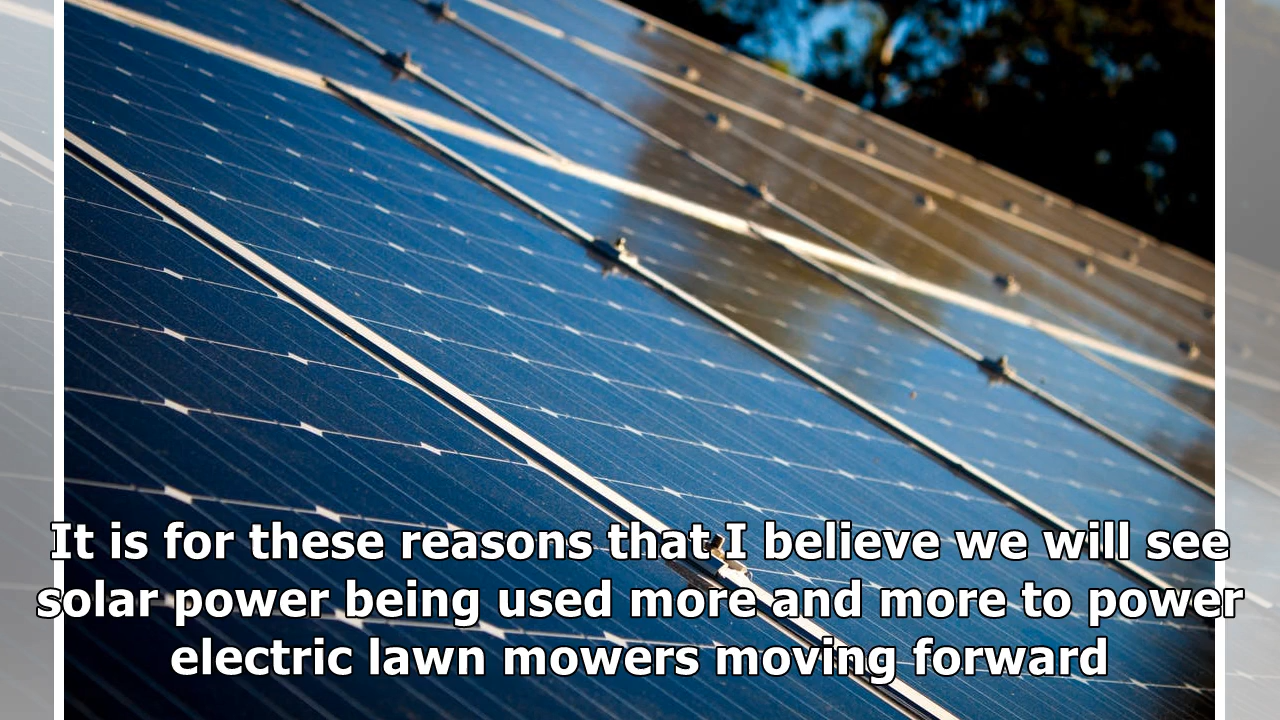 It is for these reasons that I believe we will see
solar power being used more and more to power
electric lawn mowers moving forward